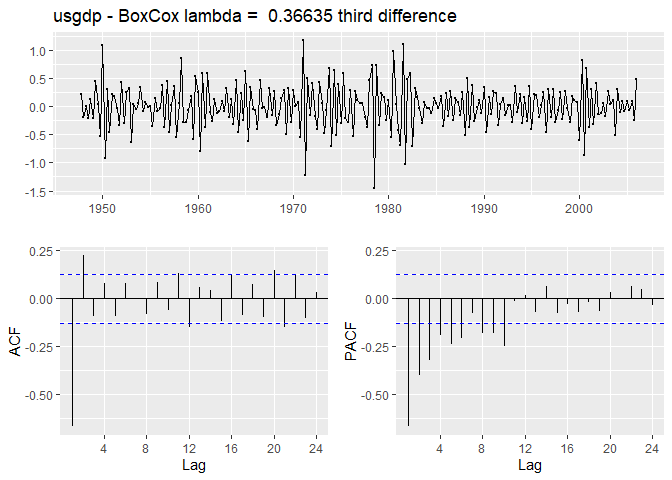 usgdp - BoxCox lambda =  0.36635 third difference
1.0
0.5
0.0
-0.5
-1.0
-1.5
1950 1960 1970 1980 1990 2000
0.25
0.00
-0.25
-0.50
ACF
4 8 12 16 20 24
Lag
0.25
0.00
-0.25
-0.50
PACF
4 8 12 16 20 24
Lag